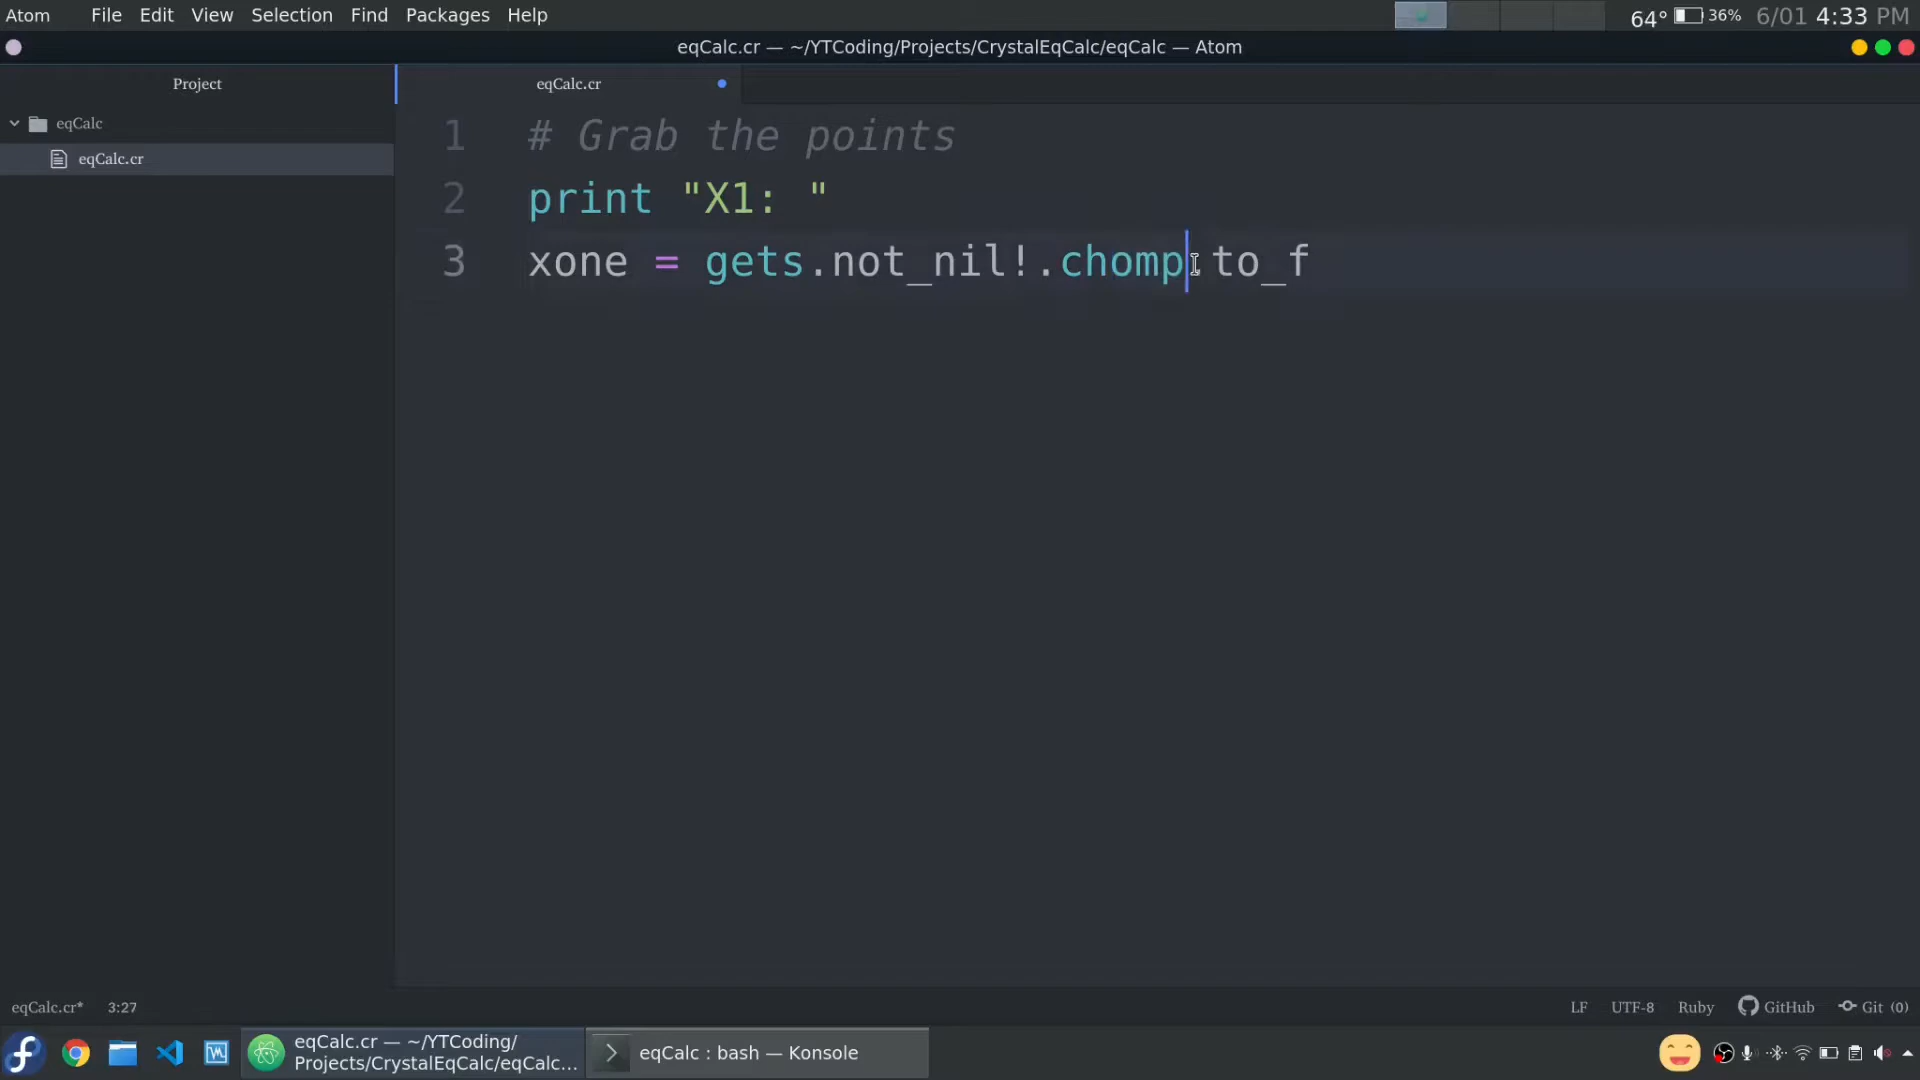 Atom File Edit View Selection Find Packages Help 64° 36% 6/01 4:33 PM
eqCalc.cr — ~/YTCoding/Projects/CrystalEqCalc/eqCalc — Atom
Project
eqCalc.cr
eqCalc
eqCalc.cr
1 # Grab the points
2 print "X1: "
3 xone = gets.not_nil!.chomp.to_f
eqCalc.cr* 3:27 LF UTF-8 Ruby GitHub Git (0)
eqCalc.cr — ~/YTCoding/
Projects/CrystalEqCalc/eqCalc...
eqCalc : bash — Konsole